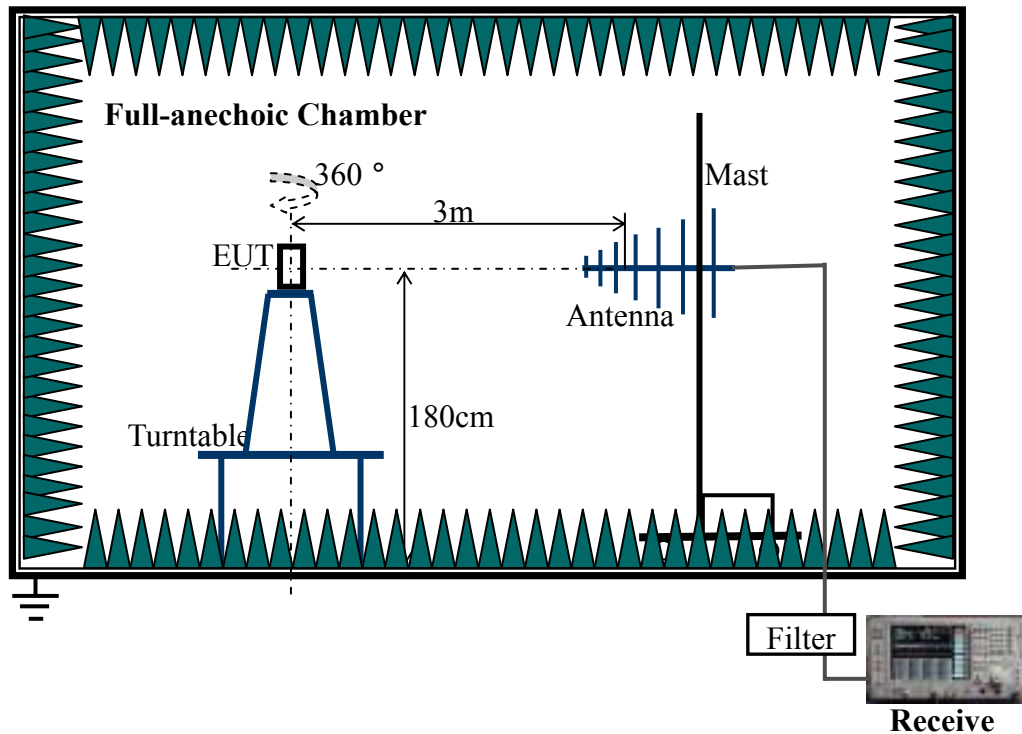 Full-anechoic Chamber
360 °
Mast
3m
EUT
Antenna
180cm
Turntable
Filter
Receive